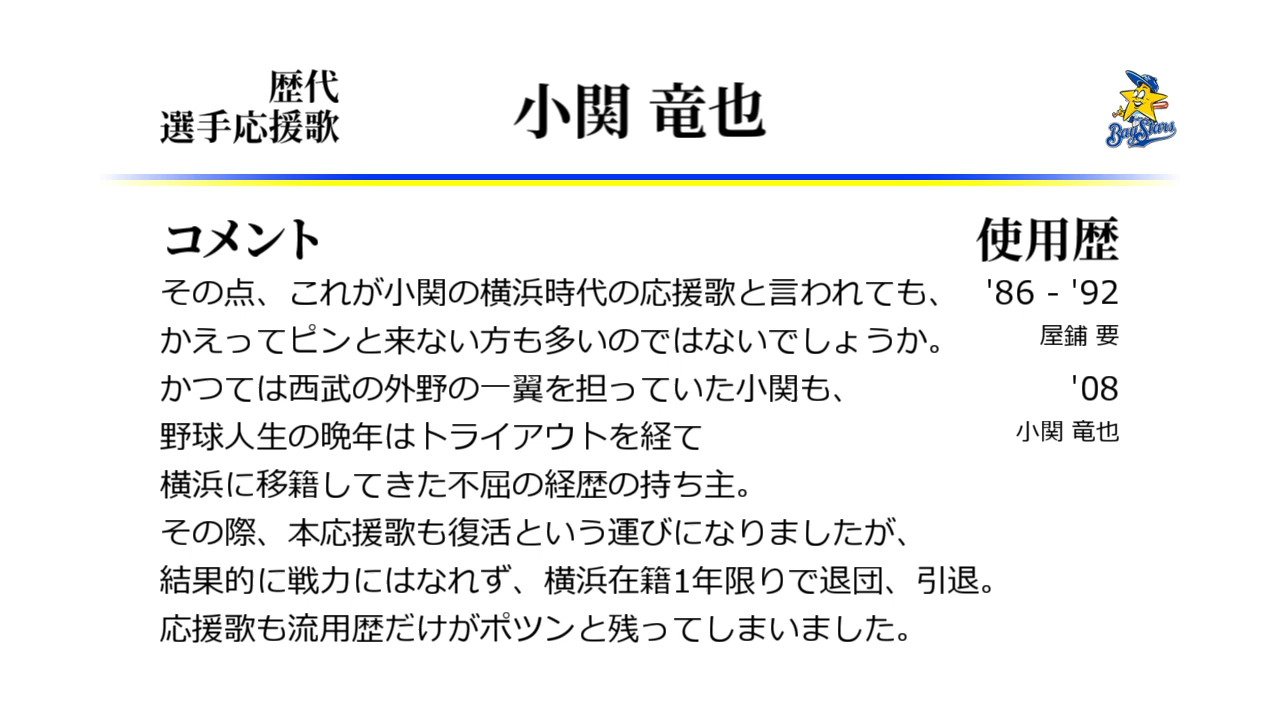 歴代
選手応援歌
小関 竜也
BayStars
コメント
使用歴
その点、これが小関の横浜時代の応援歌と言われても、
かえってピンと来ない方も多いのではないでしょうか。
かつては西武の外野の一翼を担っていた小関も、
野球人生の晩年はトライアウトを経て
横浜に移籍してきた不屈の経歴の持ち主。
その際、本応援歌も復活という運びになりましたが、
結果的に戦力にはなれず、横浜在籍1年限りで退団、引退。
応援歌も流用歴だけがポツンと残ってしまいました。
'86 - '92
屋鋪 要
'08
小関 竜也